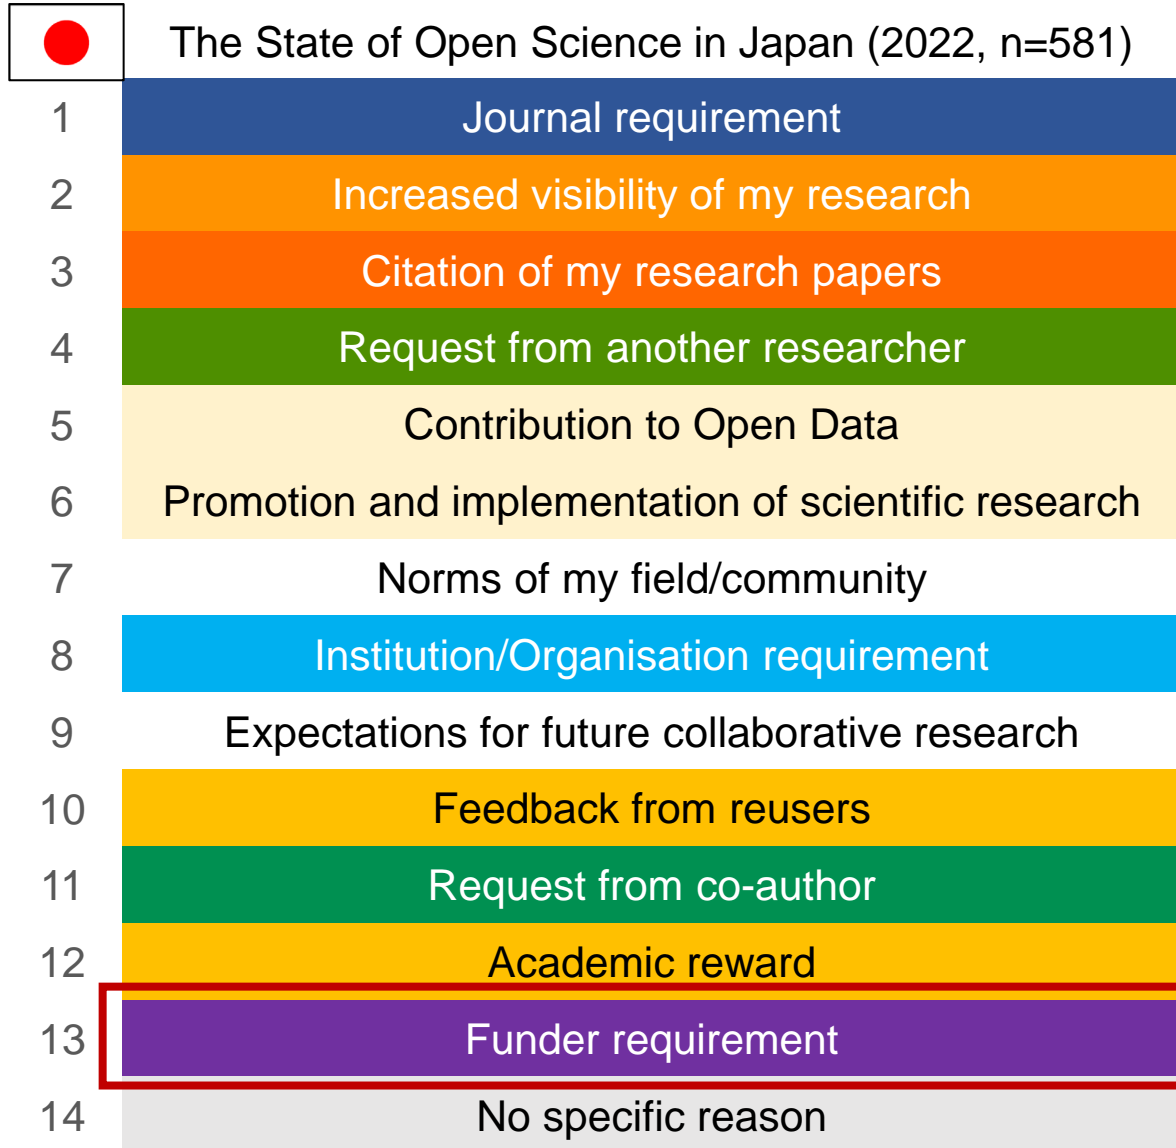 The State of Open Science in Japan (2022, n=581)
1 Journal requirement
2 Increased visibility of my research
3 Citation of my research papers
4 Request from another researcher
5 Contribution to Open Data
6 Promotion and implementation of scientific research
7 Norms of my field/community
8 Institution/Organisation requirement
9 Expectations for future collaborative research
10 Feedback from reusers
11 Request from co-author
12 Academic reward
13 Funder requirement
14 No specific reason